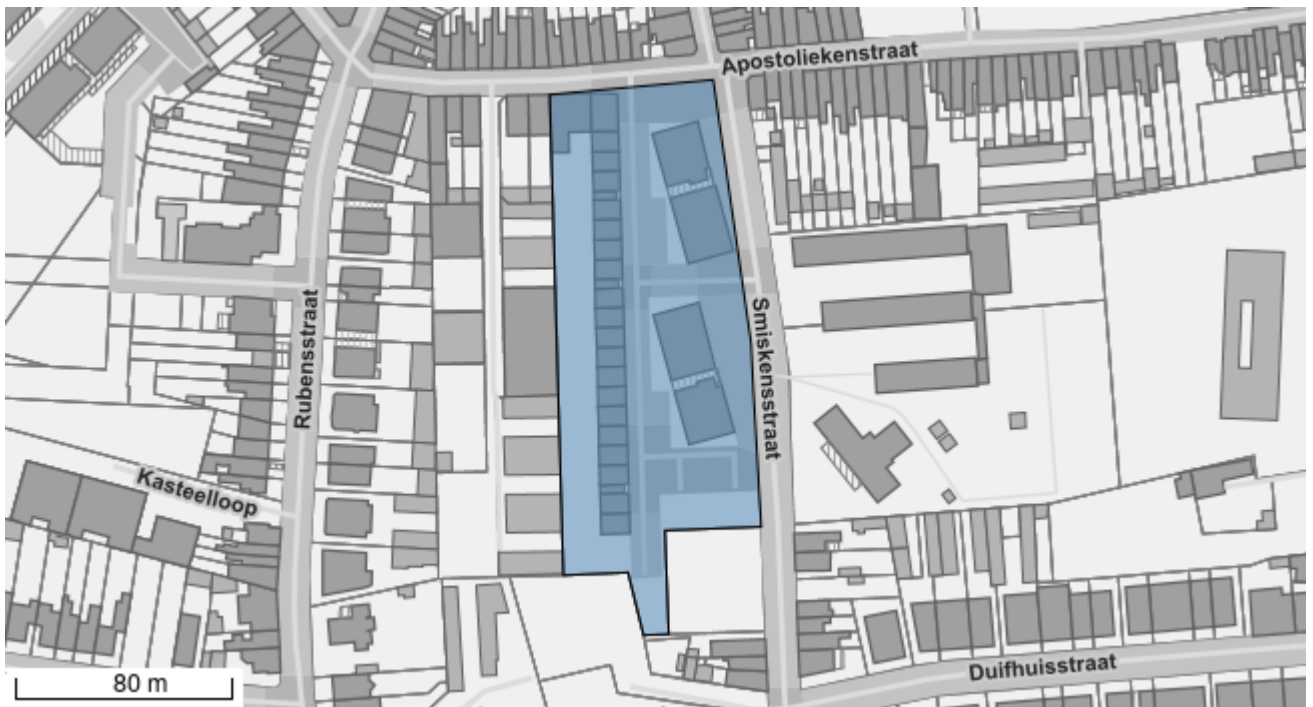 Apostoliekenstraat
Rubensstraat
Smiskensstraat
Kasteelloop
Duifhuisstraat
80 m